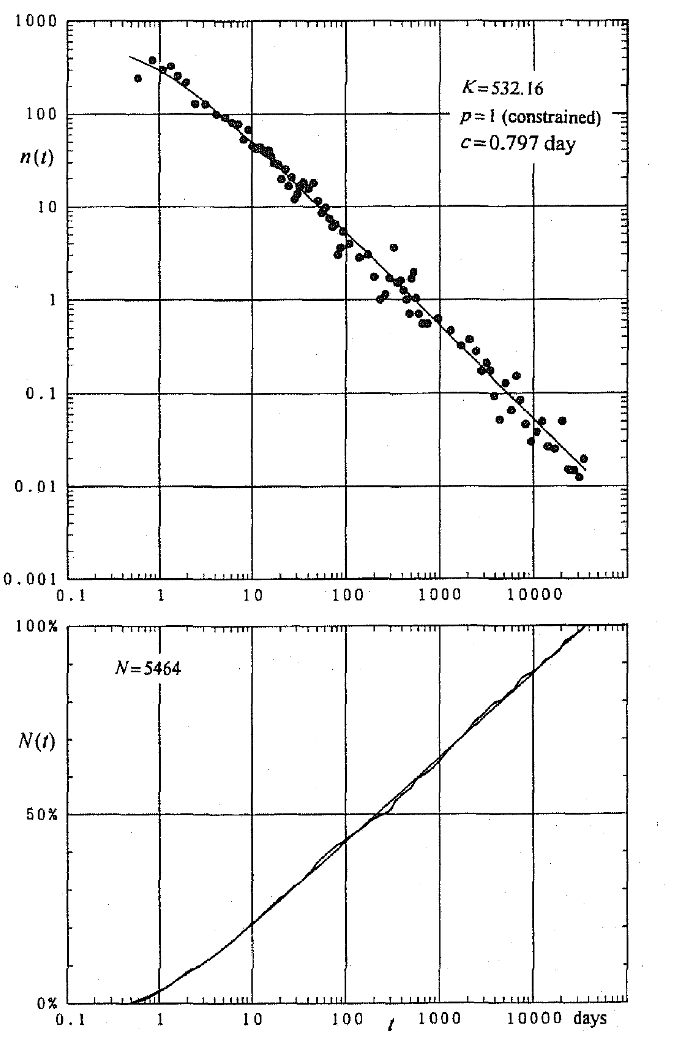 1000
K=532.16
p=1 (constrained)
100
c=0.797 day
n(t)
10
1
0.1
0.01
0.001
0.1 1 10 100 1000 10000
100%
N=5464
N(t)
50%
0%
0.1 1 10 100 t 1000 10000 days